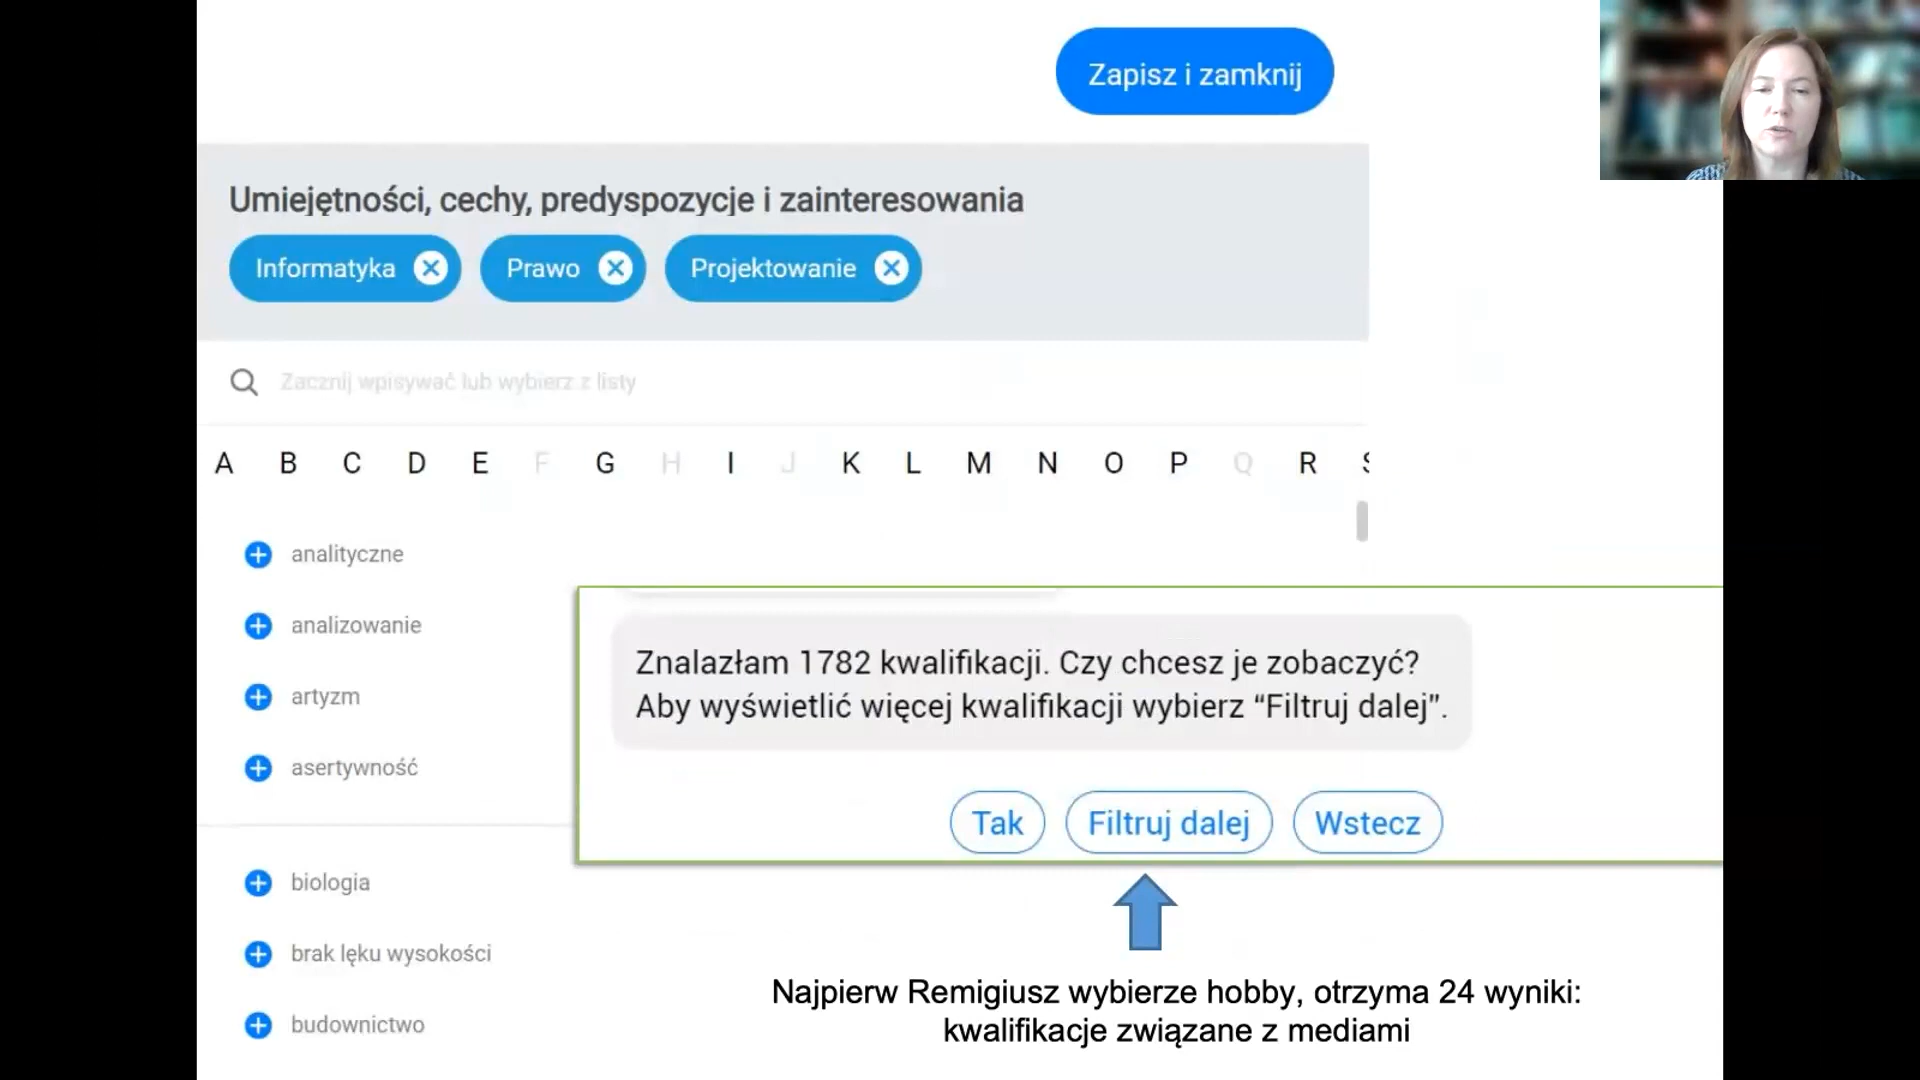 Zapisz i zamknij
Umiejętności, cechy, predyspozycje i zainteresowania
Informatyka
Prawo
Projektowanie
Zacznij wpisywać lub wybierz z listy
A B C D E F G H I J K L M N O P Q R S
analityczne
analizowanie
artyzm
asertywność
Znalazłam 1782 kwalifikacji. Czy chcesz je zobaczyć?
Aby wyświetlić więcej kwalifikacji wybierz “Filtruj dalej”.
Tak
Filtruj dalej
Wstecz
biologia
brak lęku wysokości
budownictwo
Najpierw Remigiusz wybierze hobby, otrzyma 24 wyniki:
kwalifikacje związane z mediami